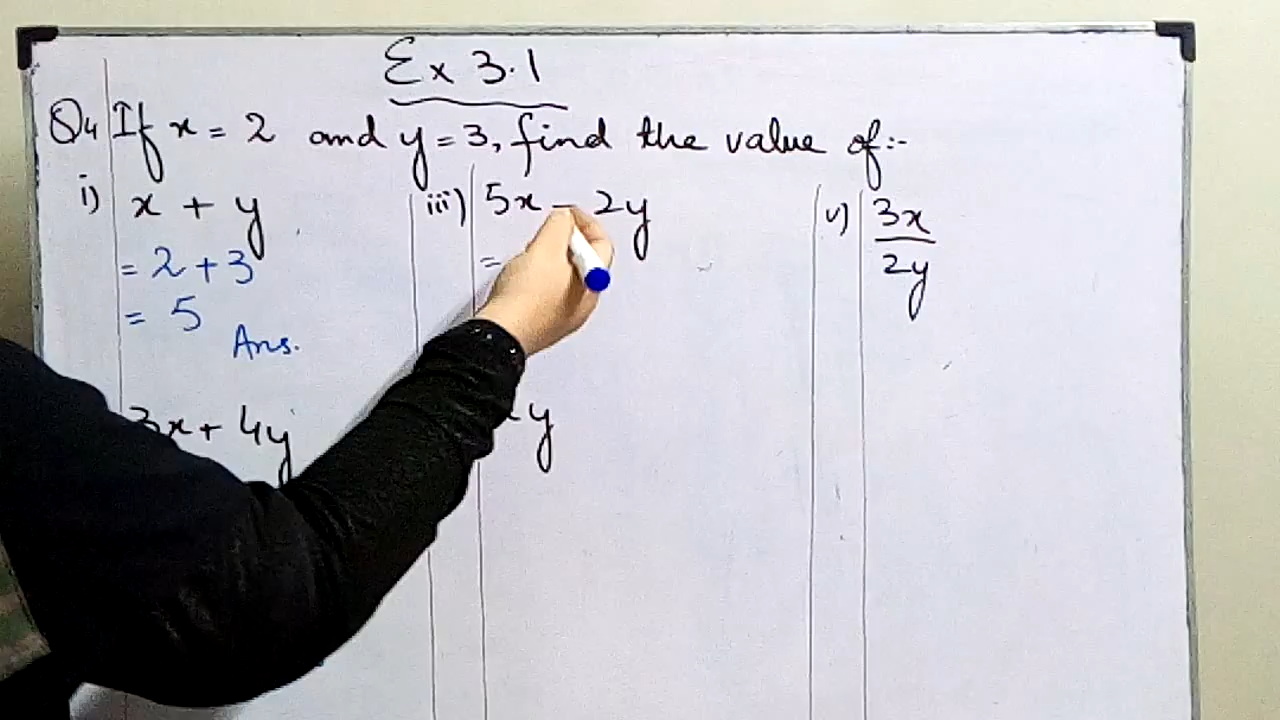 Ex 3.1
Q4 If x = 2 and y = 3, find the value of:-
i) x + y
= 2 + 3
= 5
Ans.
3x + 4y
iii) 5x - 2y
=
y
v) 3x
2y